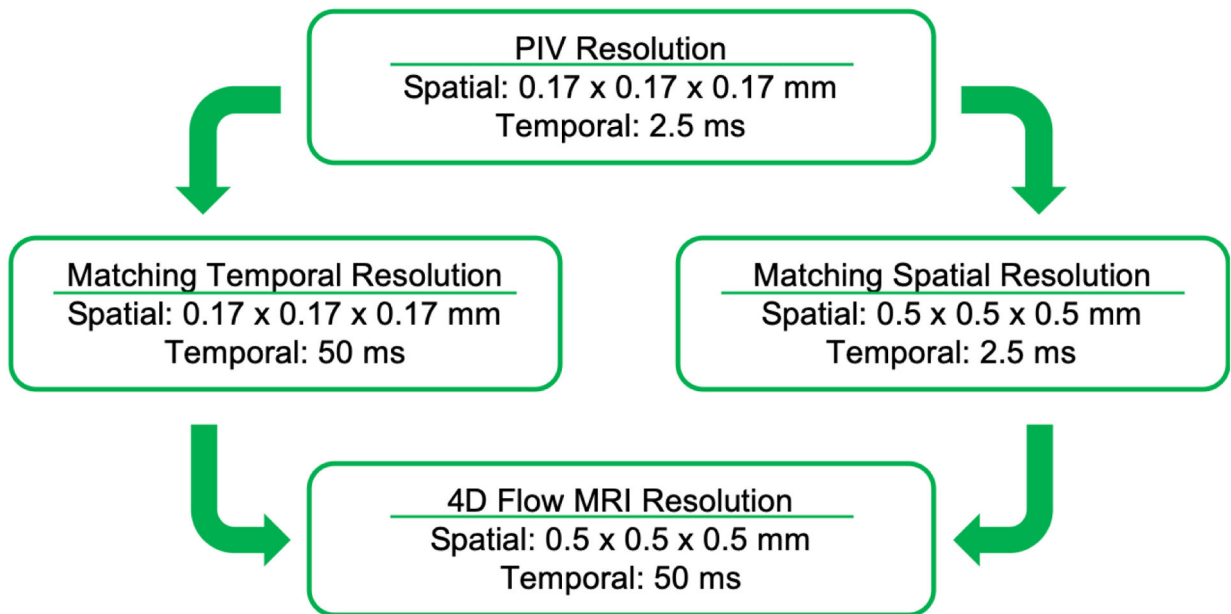 PIV Resolution
Spatial: 0.17 x 0.17 x 0.17 mm
Temporal: 2.5 ms
Matching Temporal Resolution
Spatial: 0.17 x 0.17 x 0.17 mm
Temporal: 50 ms
Matching Spatial Resolution
Spatial: 0.5 x 0.5 x 0.5 mm
Temporal: 2.5 ms
4D Flow MRI Resolution
Spatial: 0.5 x 0.5 x 0.5 mm
Temporal: 50 ms